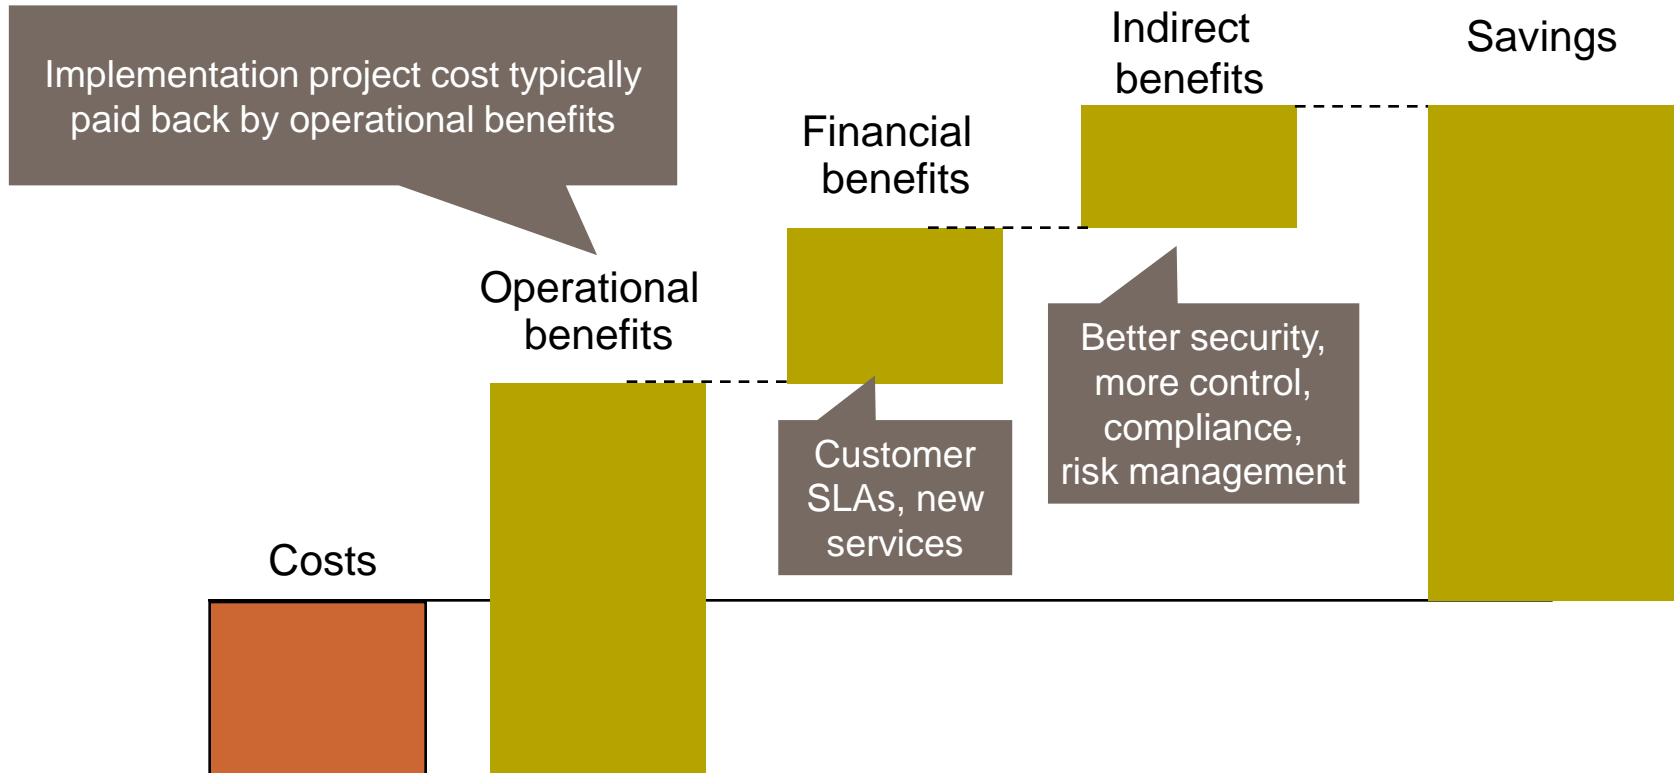 Implementation project cost typically
paid back by operational benefits
Indirect
benefits
Savings
Financial
benefits
Operational
benefits
Better security,
more control,
compliance,
risk management
Customer
SLAs, new
services
Costs